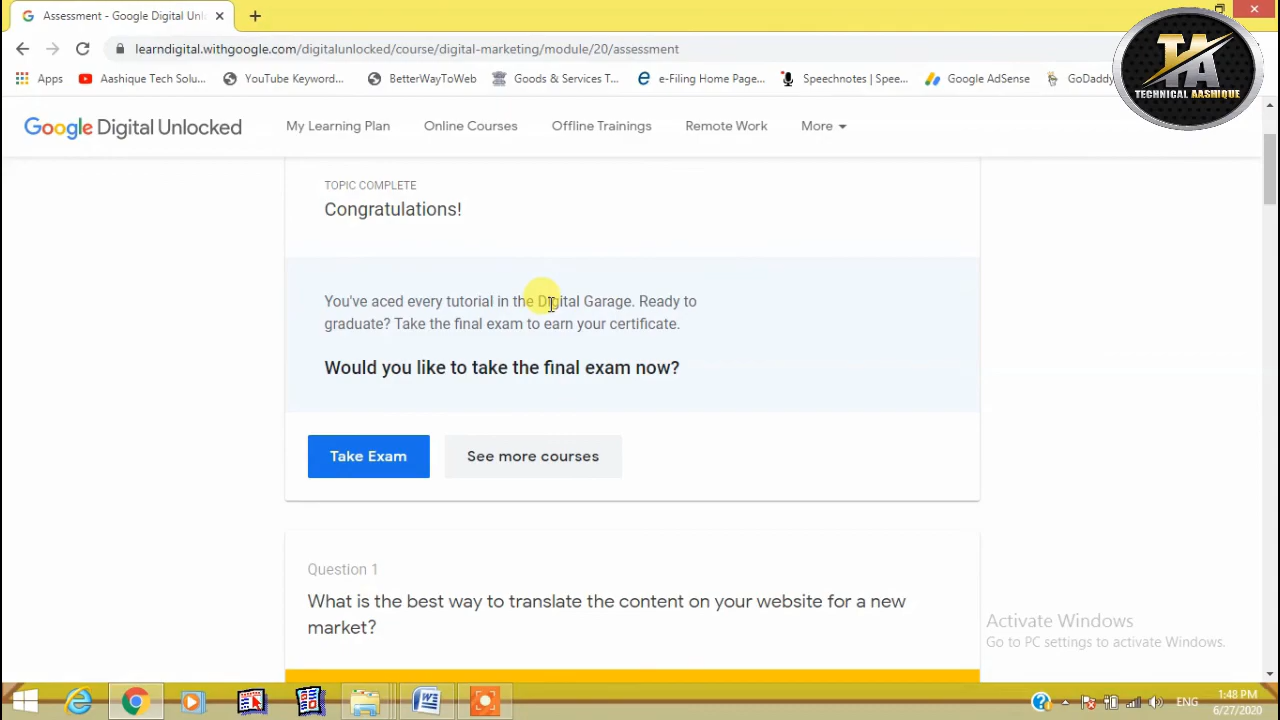 Assessment - Google Digital Unl
learndigital.withgoogle.com/digitalunlocked/course/digital-marketing/module/20/assessment
Apps
Aashique Tech Solu...
YouTube Keyword...
BetterWayToWeb
Goods & Services T...
e-Filing Home Page...
Speechnotes | Spee...
Google AdSense
GoDaddy
TA
TECHNICAL AASHIQUE
Google Digital Unlocked
My Learning Plan
Online Courses
Offline Trainings
Remote Work
More
TOPIC COMPLETE
Congratulations!
You've aced every tutorial in the Digital Garage. Ready to
graduate? Take the final exam to earn your certificate.
Would you like to take the final exam now?
Take Exam
See more courses
Question 1
What is the best way to translate the content on your website for a new
market?
Activate Windows
Go to PC settings to activate Windows.
ENG
1:48 PM
6/27/2020